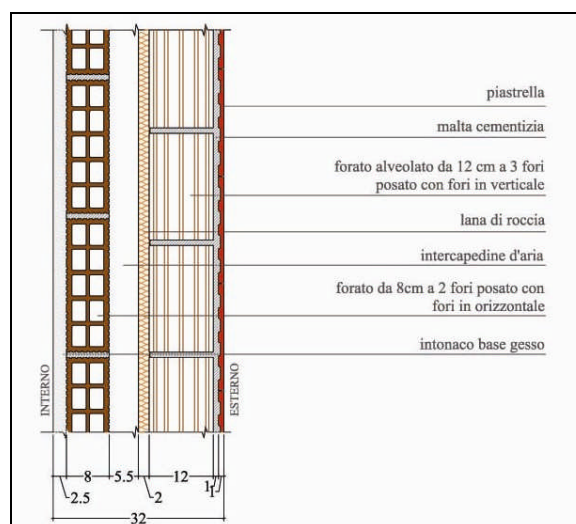 piastrella
malta cementizia
forato alveolato da 12 cm a 3 fori
posato con fori in verticale
lana di roccia
intercapedine d'aria
forato da 8cm a 2 fori posato con
fori in orizzontale
intonaco base gesso
INTERNO
ESTERNO
8 5.5 12 1
2.5 2 1
32